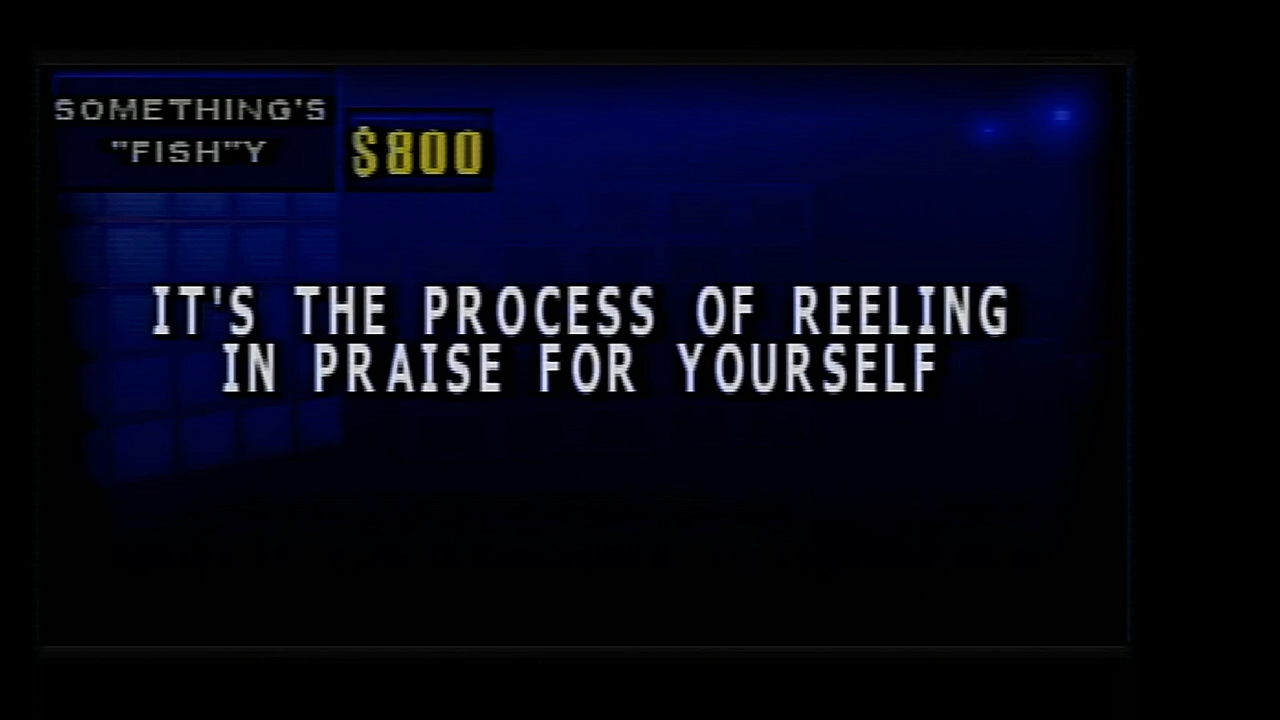 SOMETHING'S
"FISH"Y
$800
IT'S THE PROCESS OF REELING
IN PRAISE FOR YOURSELF